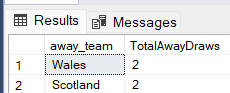 Results Messages
away_team TotalAwayDraws
1 Wales 2
2 Scotland 2